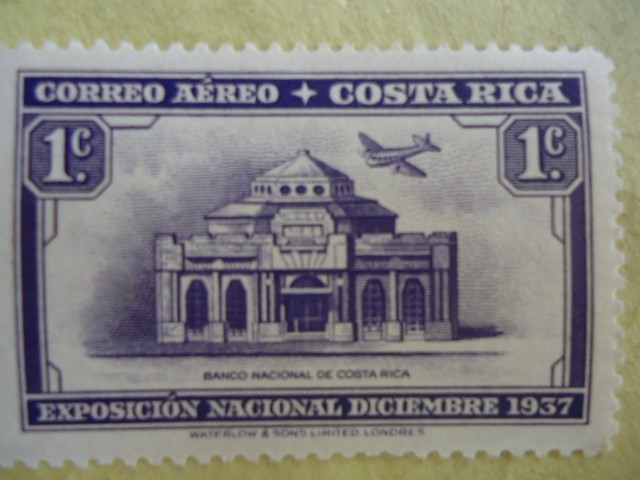 CORREO AÉREO ✦ COSTA RICA
1c. 1c.
BANCO NACIONAL DE COSTA RICA
EXPOSICIÓN NACIONAL DICIEMBRE 1937
WATERLOW & SONS LIMITED. LONDRES.